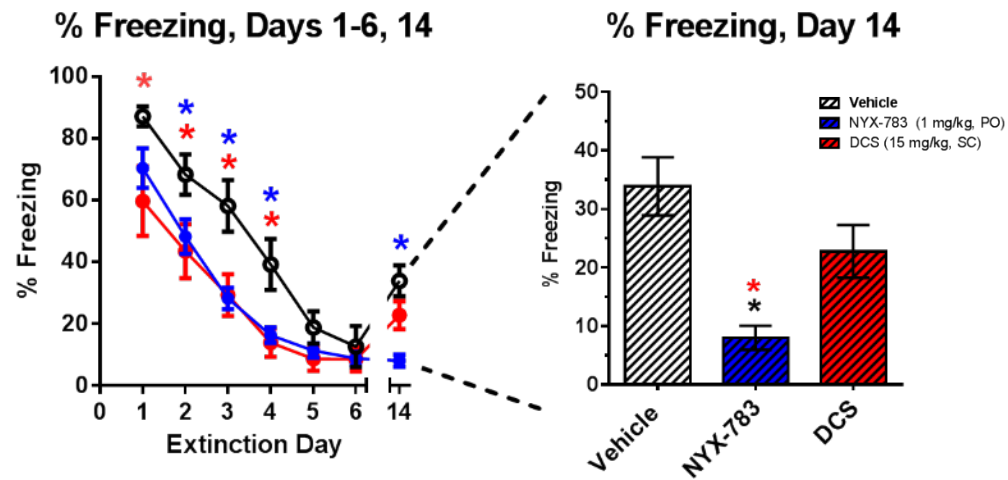 % Freezing, Days 1-6, 14
% Freezing
100
80
60
40
20
0
* 
* *
* *
* *
*
0 1 2 3 4 5 6 14
Extinction Day
% Freezing, Day 14
% Freezing
50
40
30
20
10
0
Vehicle
NYX-783 (1 mg/kg, PO)
DCS (15 mg/kg, SC)
*
*
Vehicle
NYX-783
DCS